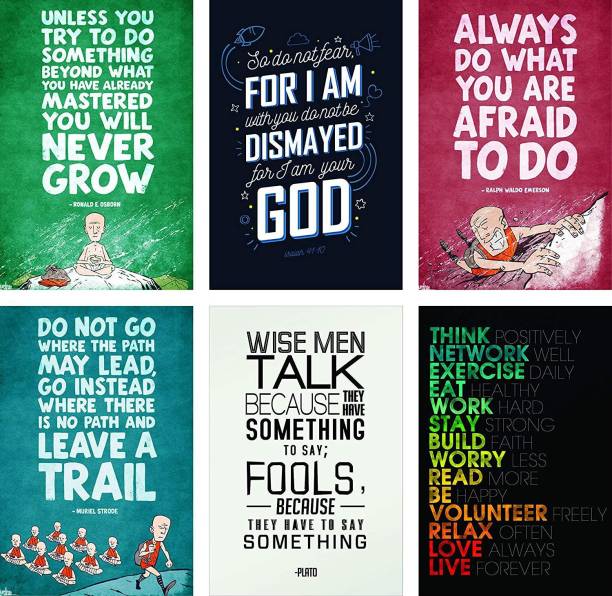 UNLESS YOU
TRY TO DO
SOMETHING
BEYOND WHAT
YOU HAVE ALREADY
MASTERED
YOU WILL
NEVER
GROW
- RONALD E OSBORN
So do not fear,
FOR I AM
with you do not be
DISMAYED
for I am your
GOD
isaiah 41:10
ALWAYS
DO WHAT
YOU ARE
AFRAID
TO DO
- RALPH WALDO EMERSON
DO NOT GO
WHERE THE PATH
MAY LEAD,
GO INSTEAD
WHERE THERE
IS NO PATH AND
LEAVE A
TRAIL
- MURIEL STRODE
WISE MEN
TALK
BECAUSE THEY HAVE
SOMETHING
TO SAY;
FOOLS,
BECAUSE
THEY HAVE TO SAY
SOMETHING
-PLATO
THINK POSITIVELY
NETWORK WELL
EXERCISE DAILY
EAT HEALTHY
WORK HARD
STAY STRONG
BUILD FAITH
WORRY LESS
READ MORE
BE HAPPY
VOLUNTEER FREELY
RELAX OFTEN
LOVE ALWAYS
LIVE FOREVER